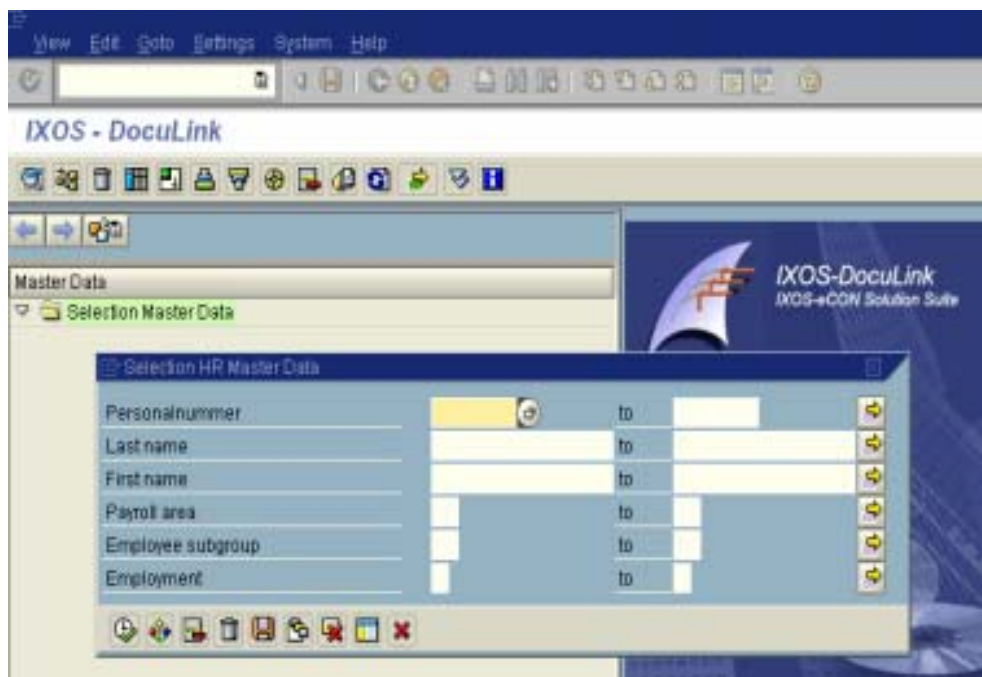 View Edit Goto Settings System Help
IXOS - DocuLink
Master Data
Selection Master Data
IXOS-DocuLink
IXOS-eCON Solution Suite
Selection HR Master Data
Personalnummer to
Last name to
First name to
Payroll area to
Employee subgroup to
Employment to